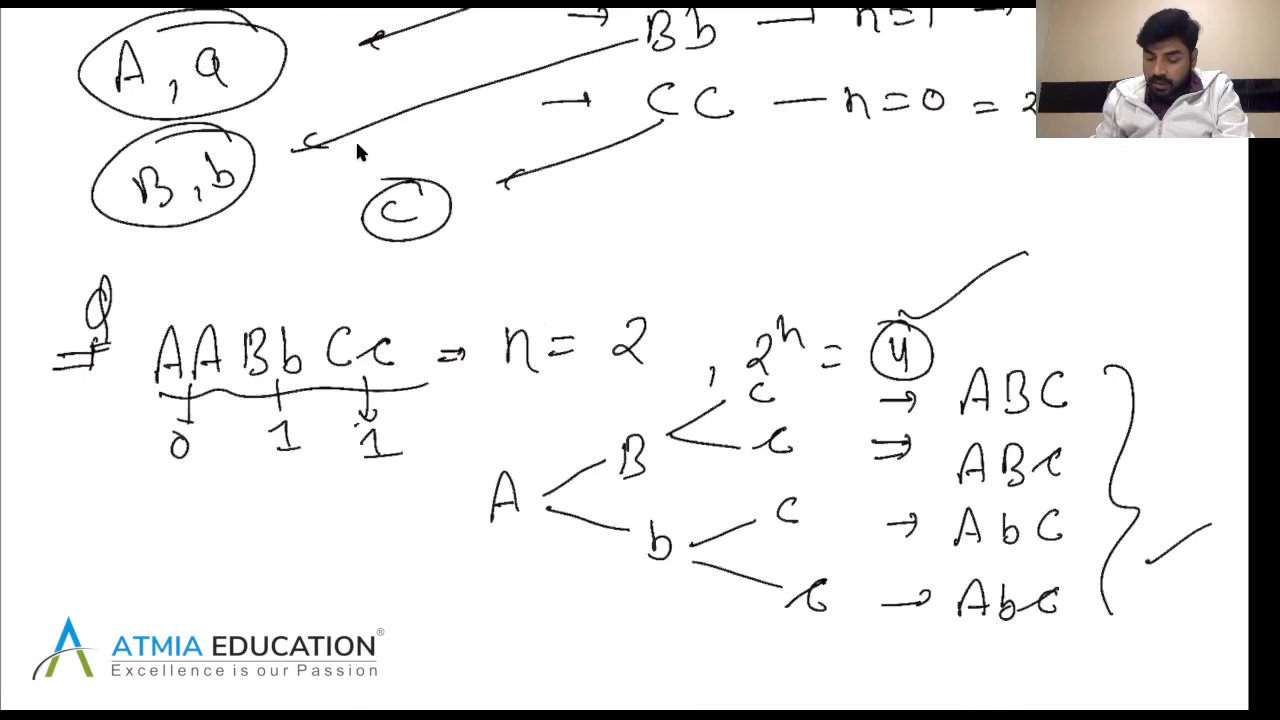 A, a
→ Bb — n=1 →
→ CC — n=0 = 2
B, b
C
Q
⇒ AABbCc ⇒ n = 2, 2ⁿ = 4
0 1 1
A
B
b
C → ABC
c ⇒ ABc
C → AbC
c → Abc
ATMIA EDUCATION®
Excellence is our Passion